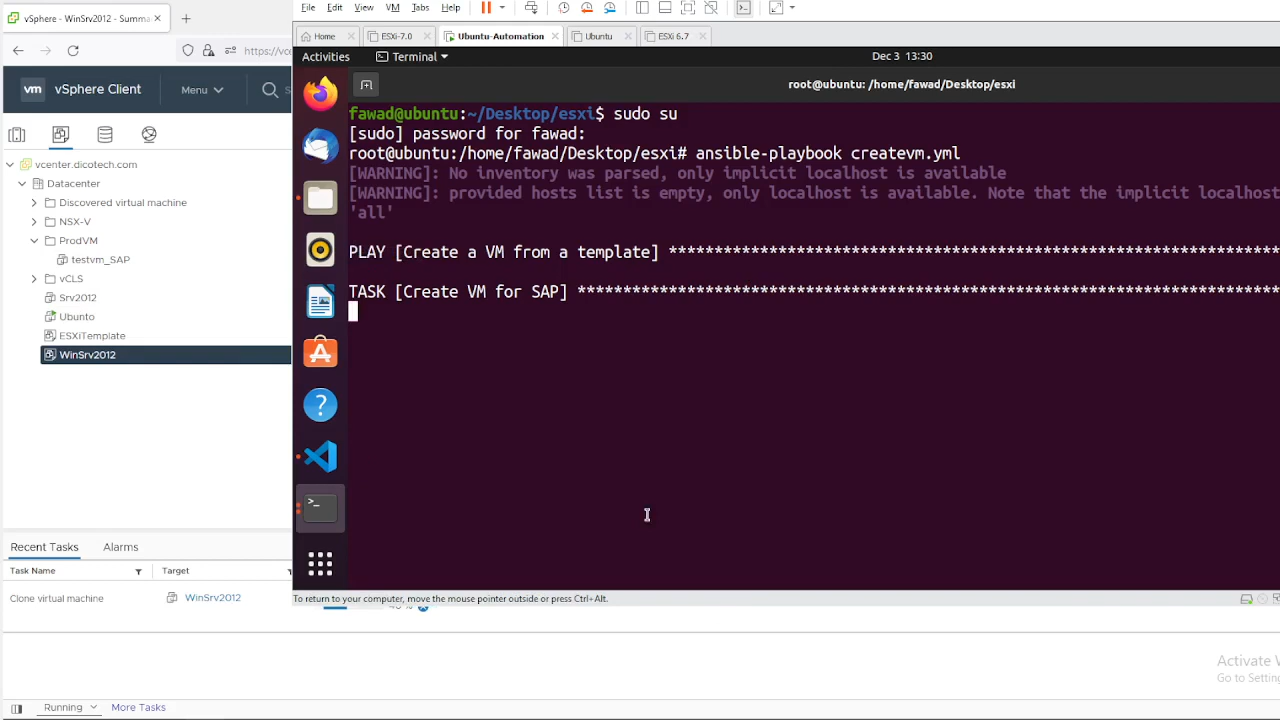 vSphere - WinSrv2012 - Summa
File Edit View VM Tabs Help
https://vce
Home ESXi-7.0 Ubuntu-Automation Ubuntu ESXi 6.7
Activities Terminal Dec 3 13:30
vm vSphere Client Menu S
root@ubuntu: /home/fawad/Desktop/esxi
fawad@ubuntu:~/Desktop/esxi$ sudo su
[sudo] password for fawad:
root@ubuntu:/home/fawad/Desktop/esxi# ansible-playbook createvm.yml
[WARNING]: No inventory was parsed, only implicit localhost is available
[WARNING]: provided hosts list is empty, only localhost is available. Note that the implicit localhost
'all'
PLAY [Create a VM from a template] *******************************************************************
TASK [Create VM for SAP] *****************************************************************************
vcenter.dicotech.com
Datacenter
Discovered virtual machine
NSX-V
ProdVM
testvm_SAP
vCLS
Srv2012
Ubunto
ESXiTemplate
WinSrv2012
Recent Tasks Alarms
Task Name Target
Clone virtual machine WinSrv2012
To return to your computer, move the mouse pointer outside or press Ctrl+Alt.
Activate W
Go to Setting
Running More Tasks